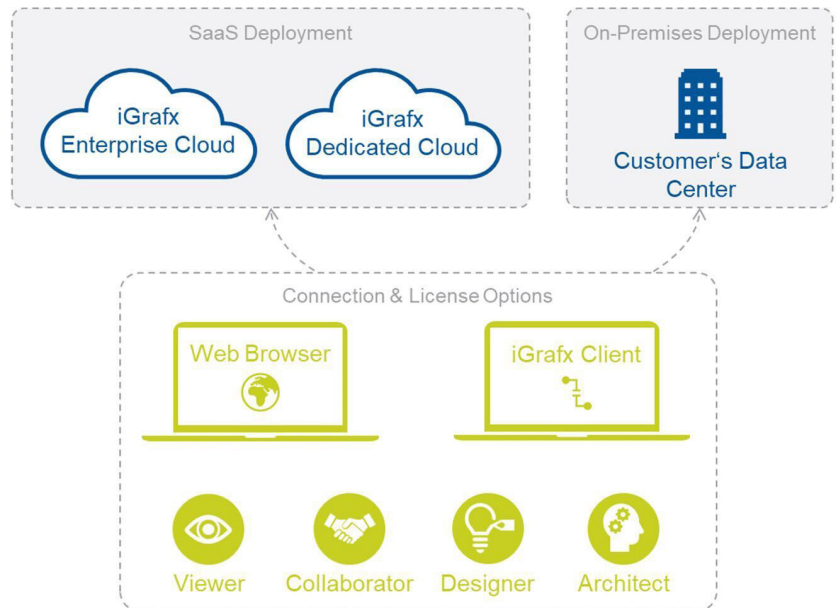 SaaS Deployment
iGrafx
Enterprise Cloud
iGrafx
Dedicated Cloud
On-Premises Deployment
Customer‘s Data
Center
Connection & License Options
Web Browser
iGrafx Client
Viewer
Collaborator
Designer
Architect